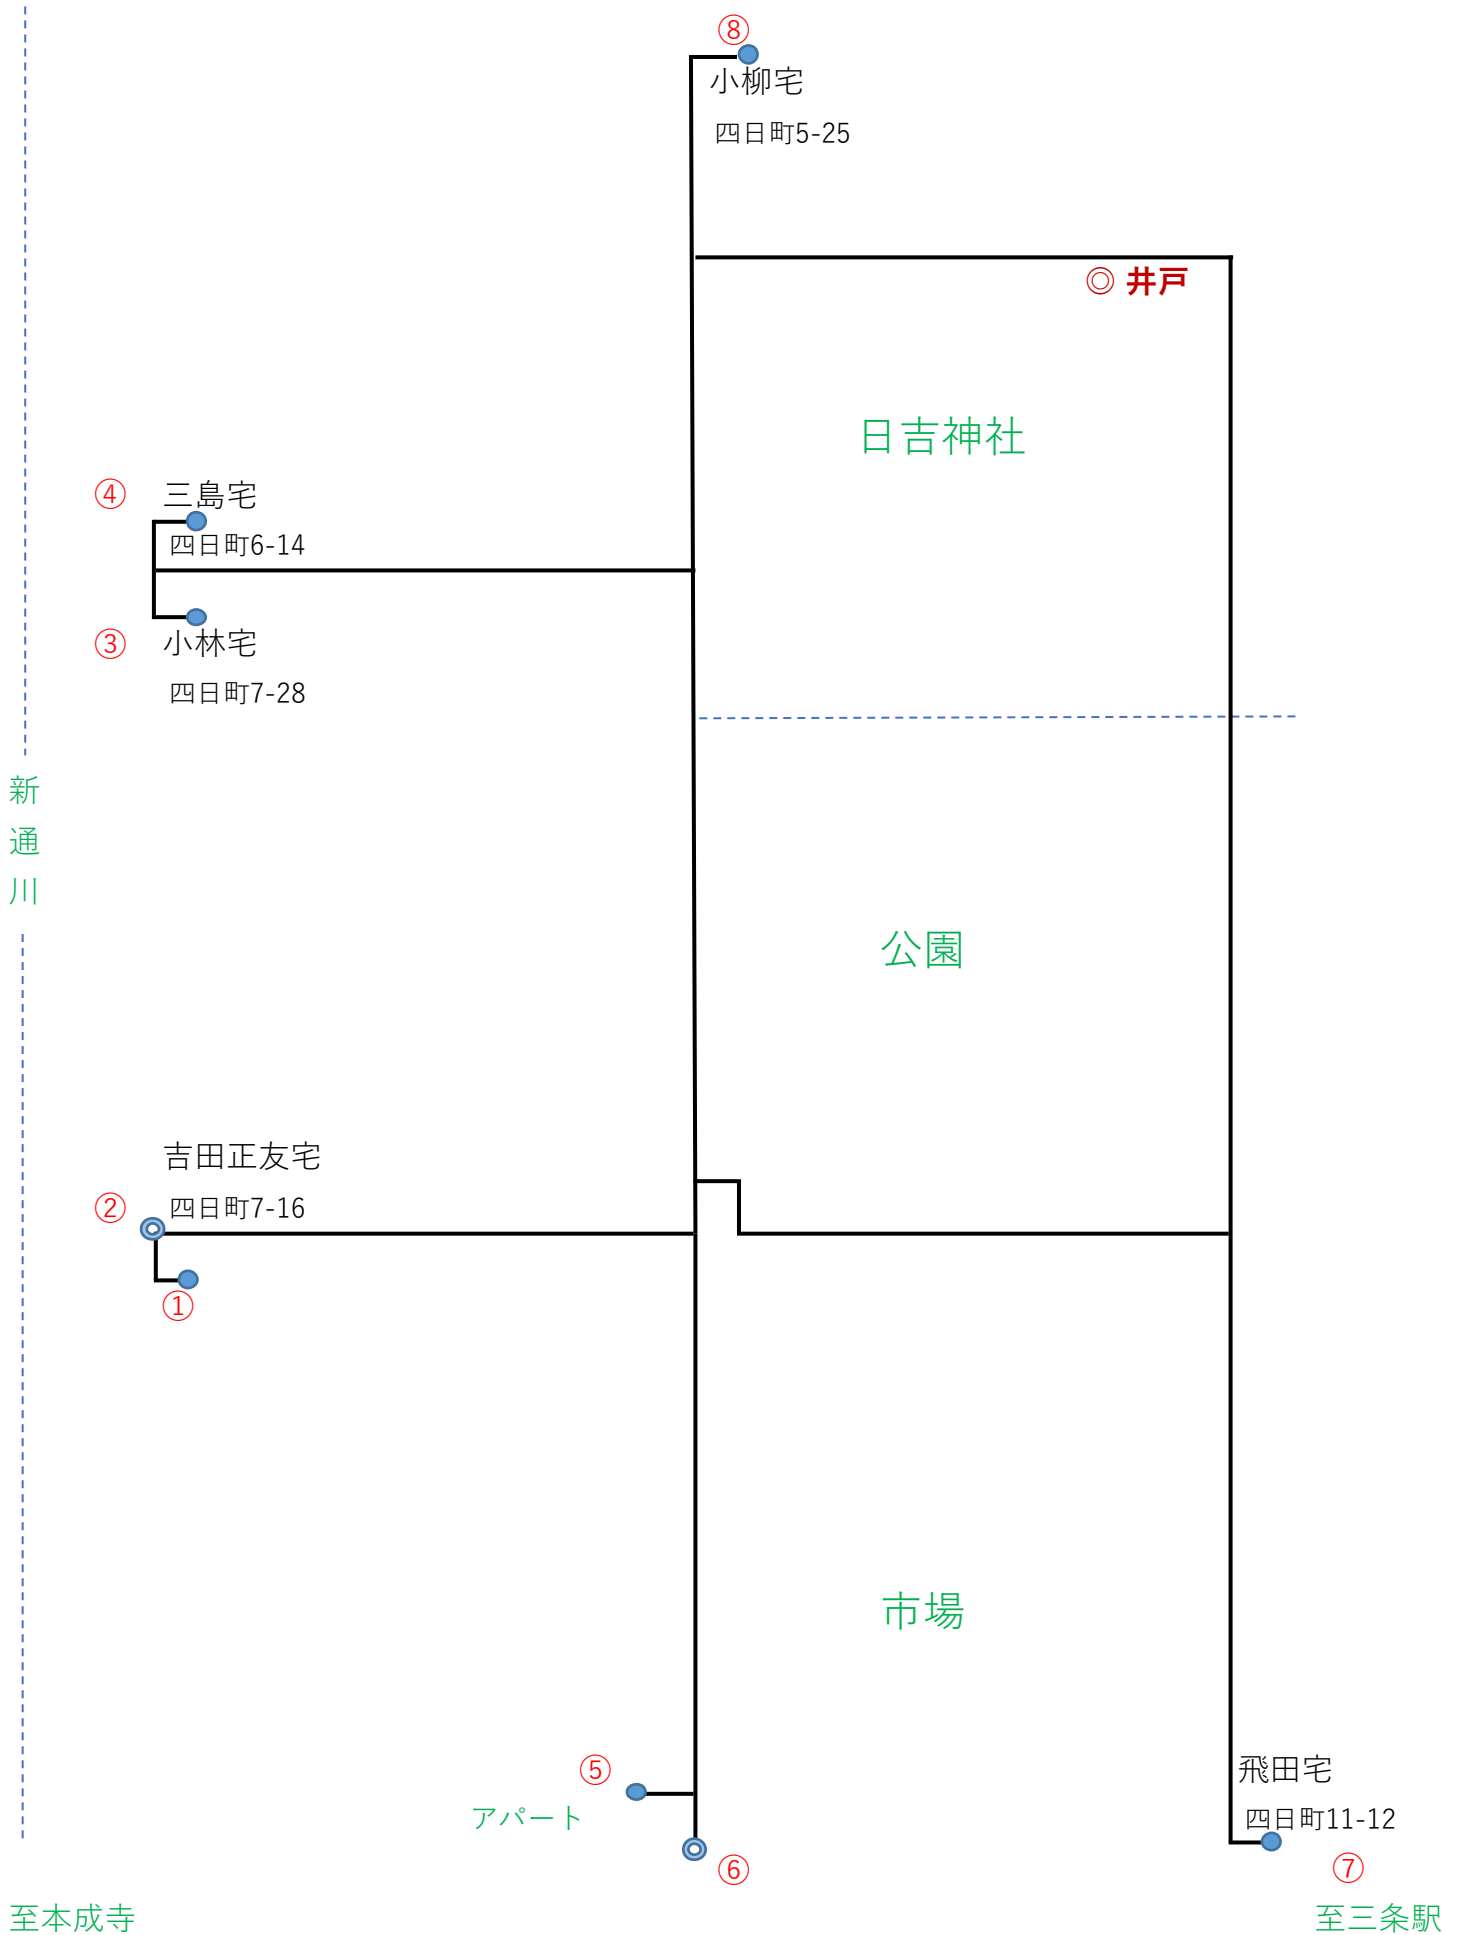 ⑧
小柳宅
四日町5-25
◎ 井戸
日吉神社
④
三島宅
四日町6-14
③
小林宅
四日町7-28
新
通
川
公園
吉田正友宅
②
四日町7-16
①
市場
⑤
アパート
⑥
飛田宅
四日町11-12
⑦
至本成寺
至三条駅